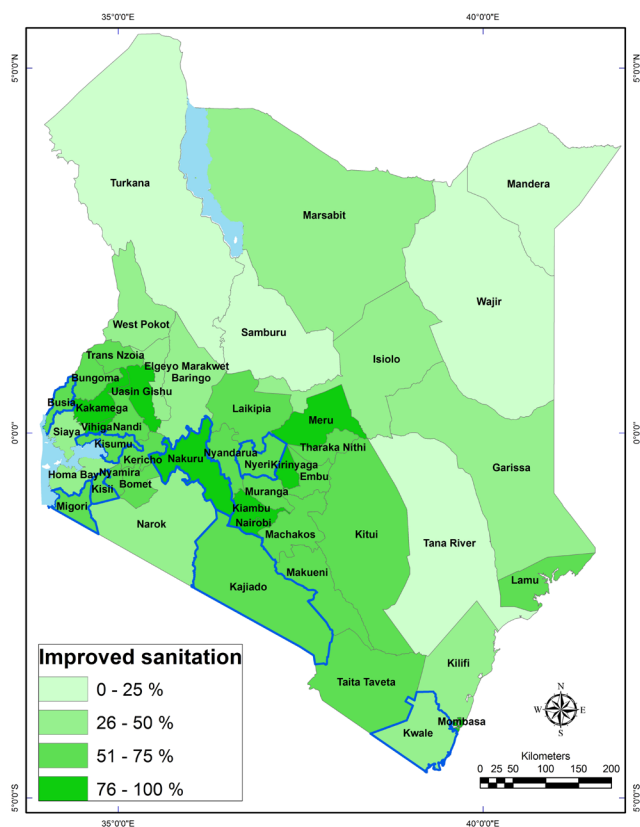 35°0'0"E 40°0'0"E
5°0'0"N 5°0'0"N
Mandera
Turkana
Marsabit
Wajir
West Pokot
Samburu
Trans Nzoia
Isiolo
Elgeyo Marakwet
Bungoma Baringo
Uasin Gishu
Busia
Kakamega Laikipia
Meru
Siaya Vihiga Nandi
0°0'0" 0°0'0"
Kisumu Tharaka Nithi
Nyandarua
Kericho Nakuru
Nyeri Kirinyaga Garissa
Homa Bay Nyamira
Embu
Bomet
Kisii Muranga
Migori Kiambu
Narok Nairobi
Machakos Kitui
Tana River
Makueni
Lamu
Kajiado
Kilifi
Taita Taveta
Mombasa
Kwale
Improved sanitation
0 - 25 %
26 - 50 %
51 - 75 %
76 - 100 %
N
W E
S
Kilometers
0 25 50 100 150 200
5°0'0"S 5°0'0"S
35°0'0"E 40°0'0"E